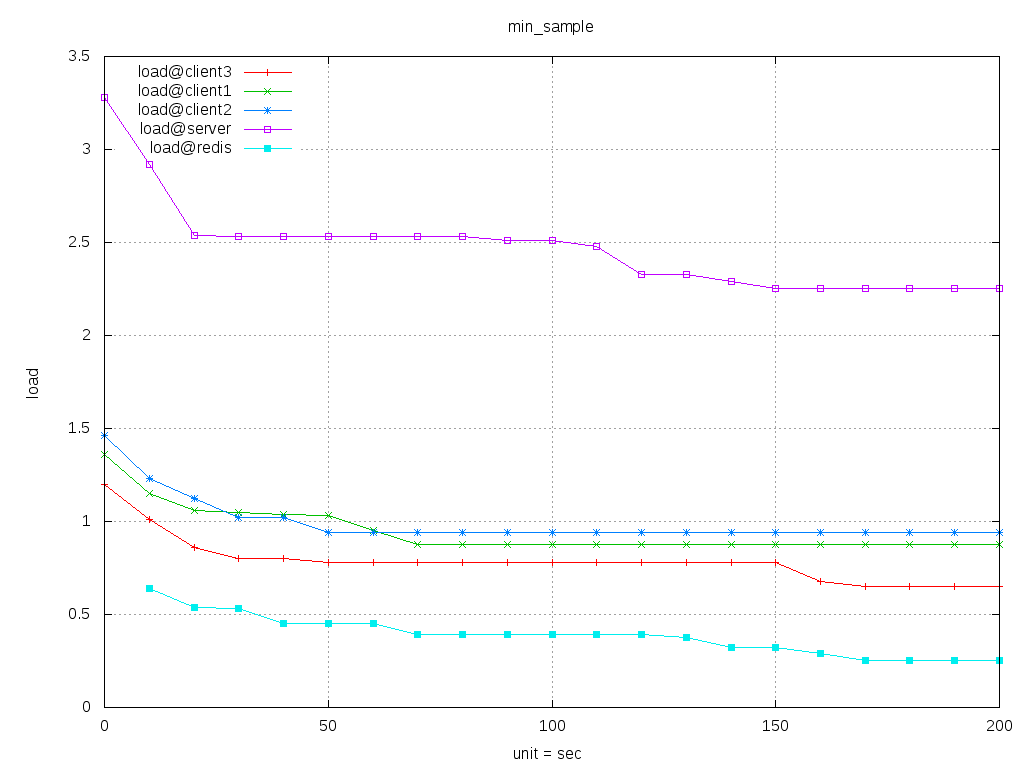 min_sample
load@client3
load@client1
load@client2
load@server
load@redis
3.5
3
2.5
2
1.5
1
0.5
0
load
0 50 100 150 200
unit = sec